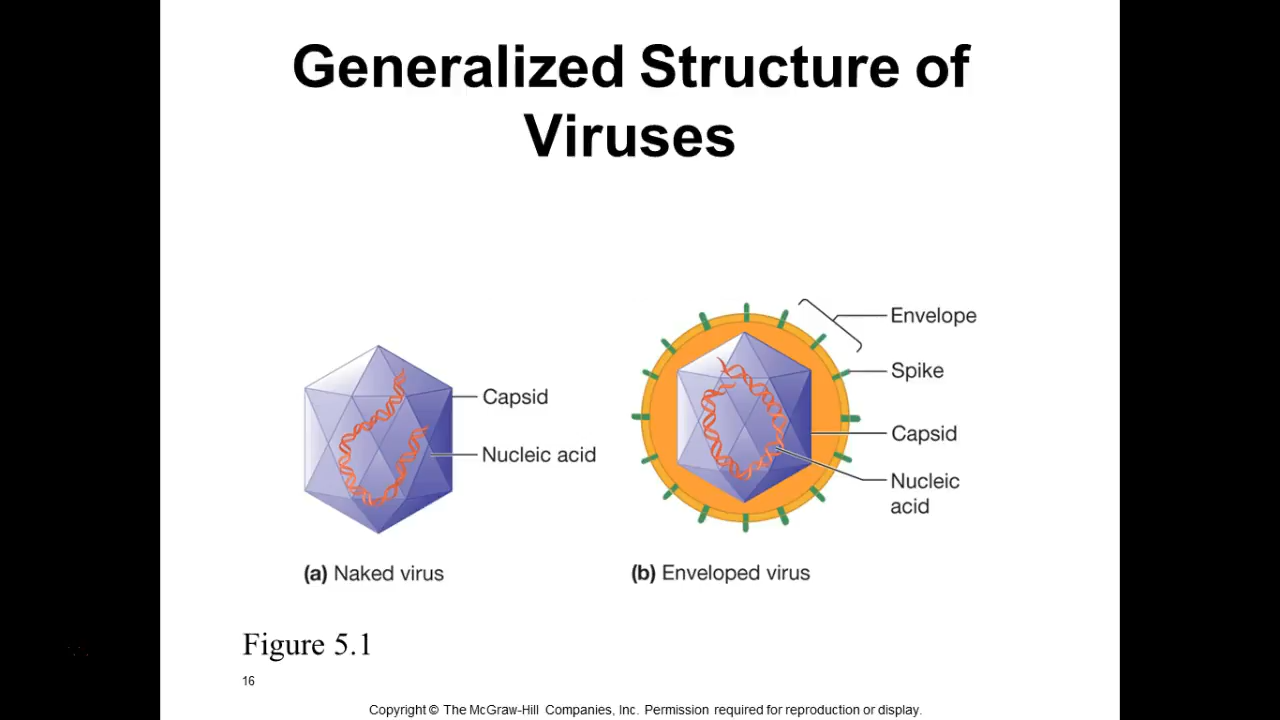 Generalized Structure of
Viruses
Capsid
Nucleic acid
(a) Naked virus
Envelope
Spike
Capsid
Nucleic
acid
(b) Enveloped virus
Figure 5.1
16
Copyright © The McGraw-Hill Companies, Inc. Permission required for reproduction or display.